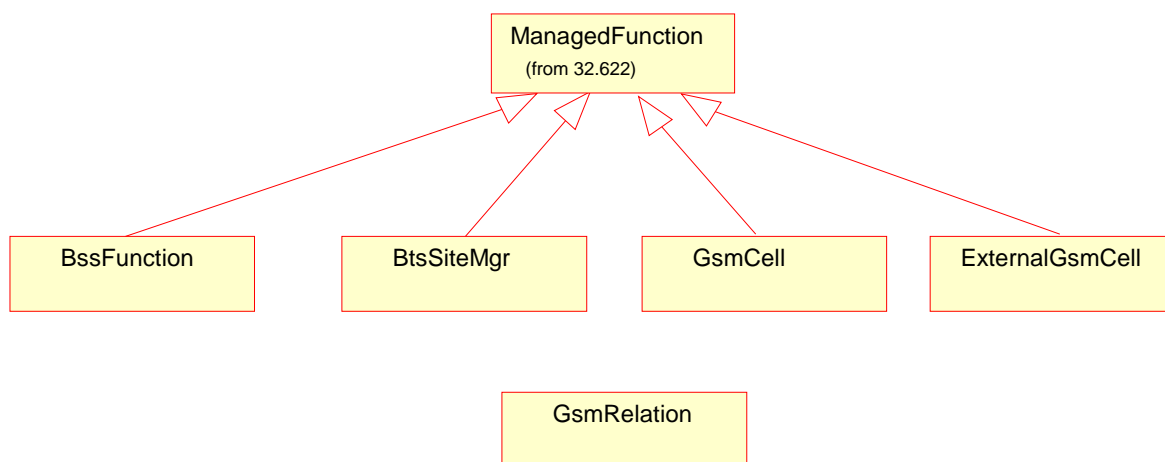 ManagedFunction
(from 32.622)
BssFunction
BtsSiteMgr
GsmCell
ExternalGsmCell
GsmRelation